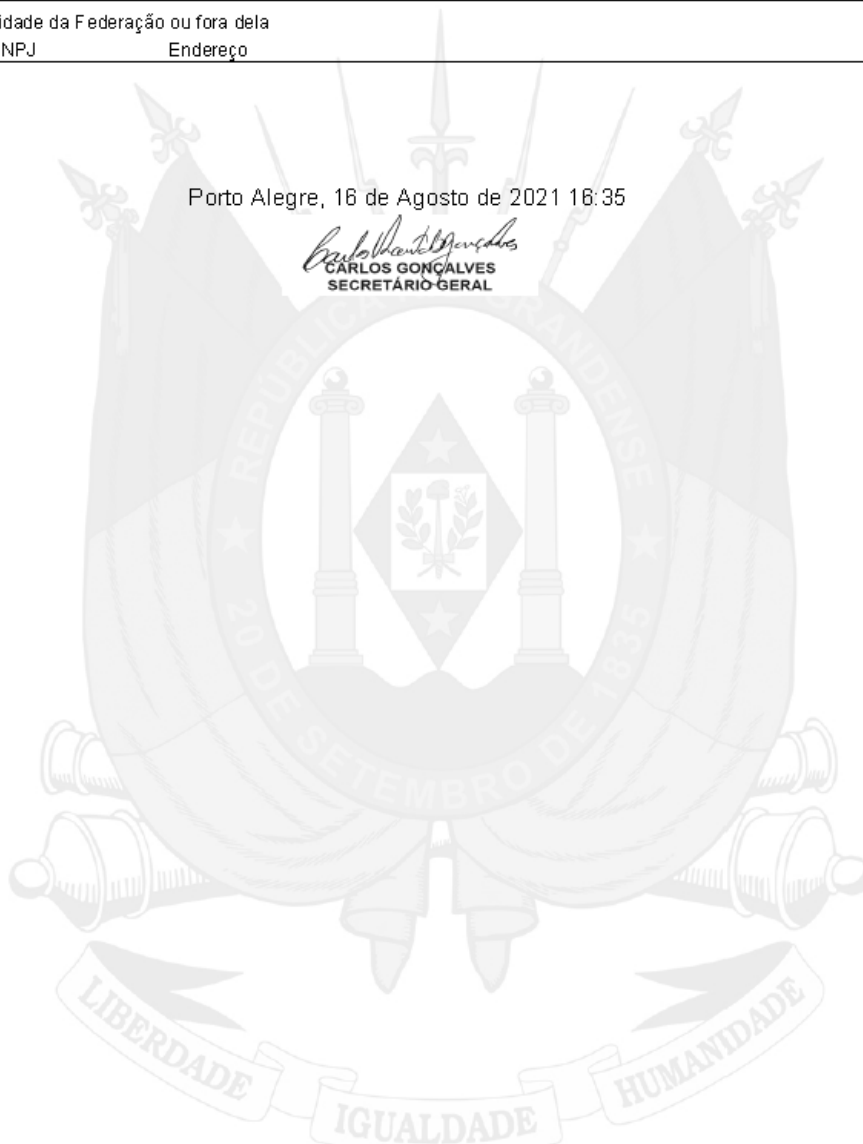 idade da Federação ou fora dela
NPJ Endereço
Porto Alegre, 16 de Agosto de 2021 16:35
CARLOS GONÇALVES
SECRETÁRIO GERAL
REPÚBLICA RIO GRANDENSE
20 DE SETEMBRO DE 1835
LIBERDADE IGUALDADE HUMANIDADE